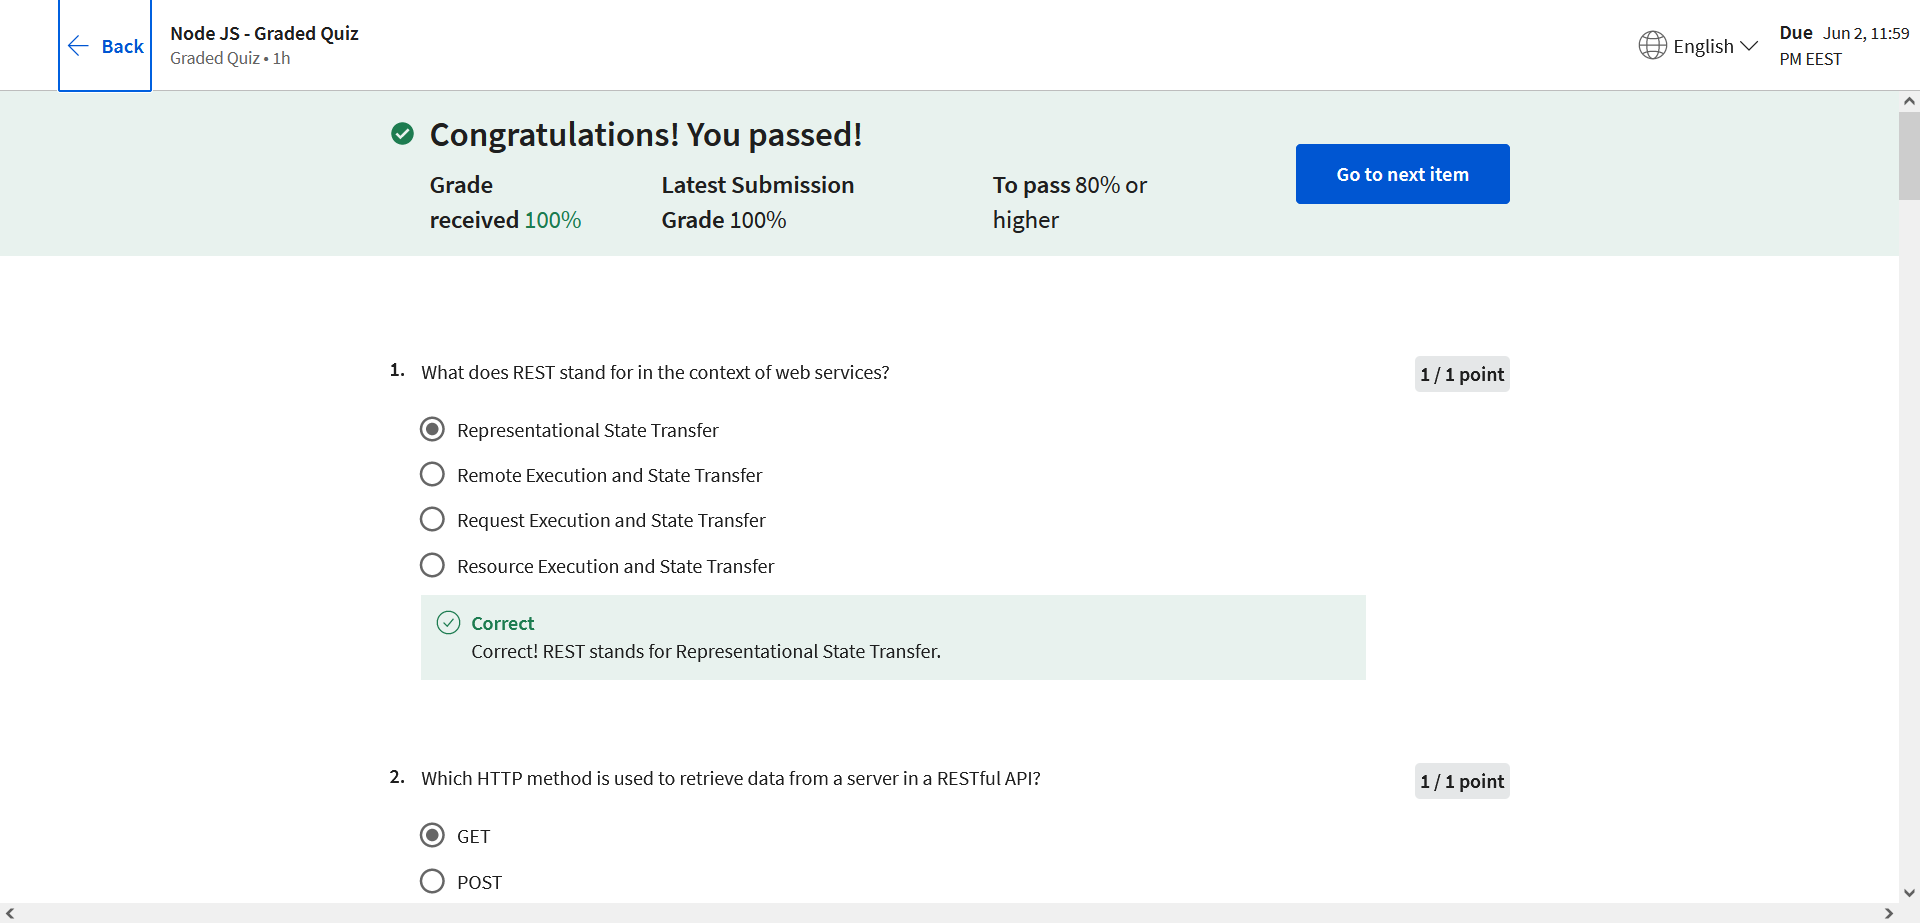 Back
Node JS - Graded Quiz
Graded Quiz • 1h
English
Due Jun 2, 11:59
PM EEST
Congratulations! You passed!
Grade
received 100%
Latest Submission
Grade 100%
To pass 80% or
higher
Go to next item
1. What does REST stand for in the context of web services?
1 / 1 point
Representational State Transfer
Remote Execution and State Transfer
Request Execution and State Transfer
Resource Execution and State Transfer
Correct
Correct! REST stands for Representational State Transfer.
2. Which HTTP method is used to retrieve data from a server in a RESTful API?
1 / 1 point
GET
POST